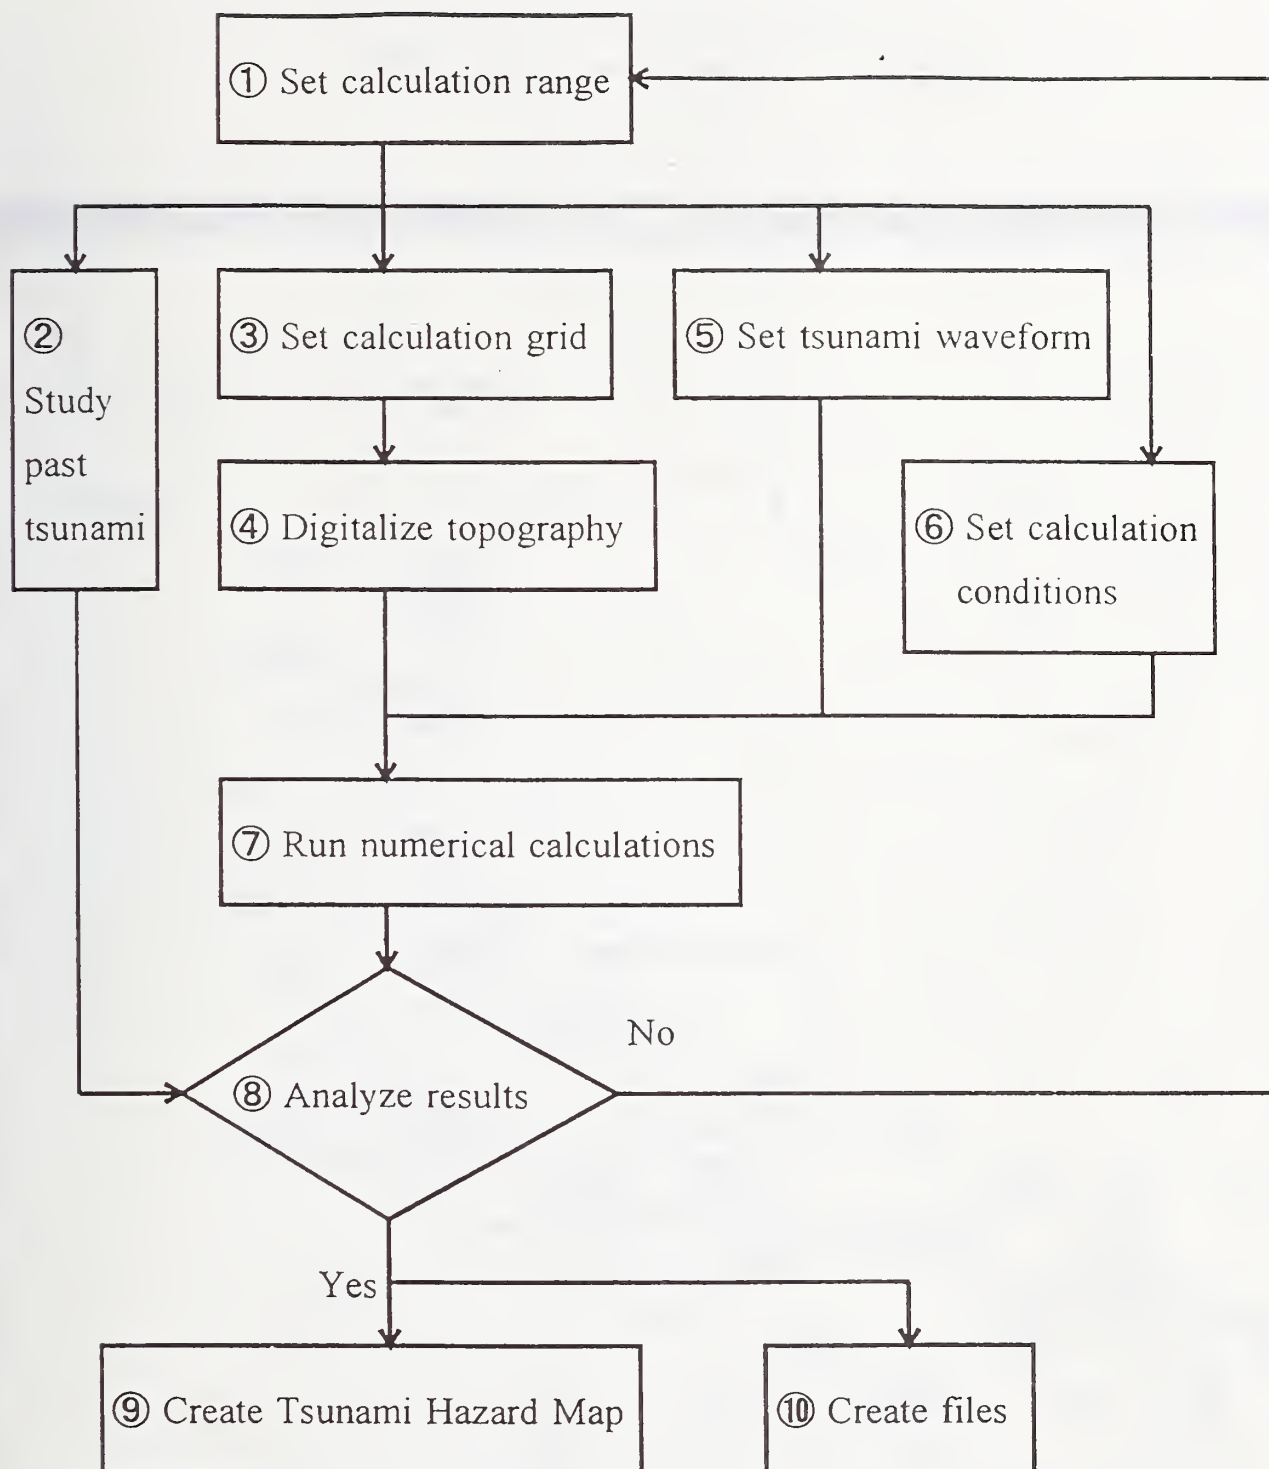 ① Set calculation range
②
Study
past
tsunami
③ Set calculation grid
⑤ Set tsunami waveform
④ Digitalize topography
⑥ Set calculation
conditions
⑦ Run numerical calculations
No
⑧ Analyze results
Yes
⑨ Create Tsunami Hazard Map
⑩ Create files